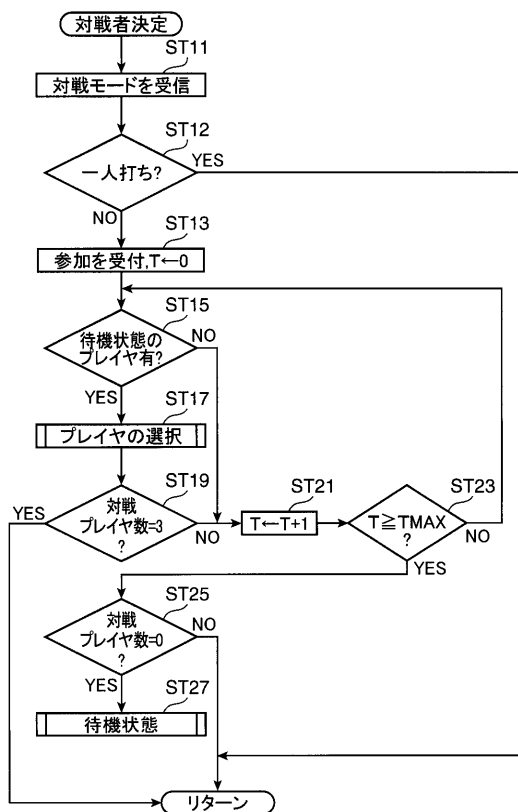 対戦者決定
ST11
対戦モードを受信
ST12
一人打ち?
YES
NO
ST13
参加を受付,T←0
ST15
待機状態の
プレイヤ有?
NO
YES
ST17
プレイヤの選択
ST19
対戦
プレイヤ数=3
?
YES
NO
ST21
T←T+1
ST23
T≧TMAX
?
NO
YES
ST25
対戦
プレイヤ数=0
?
NO
YES
ST27
待機状態
リターン